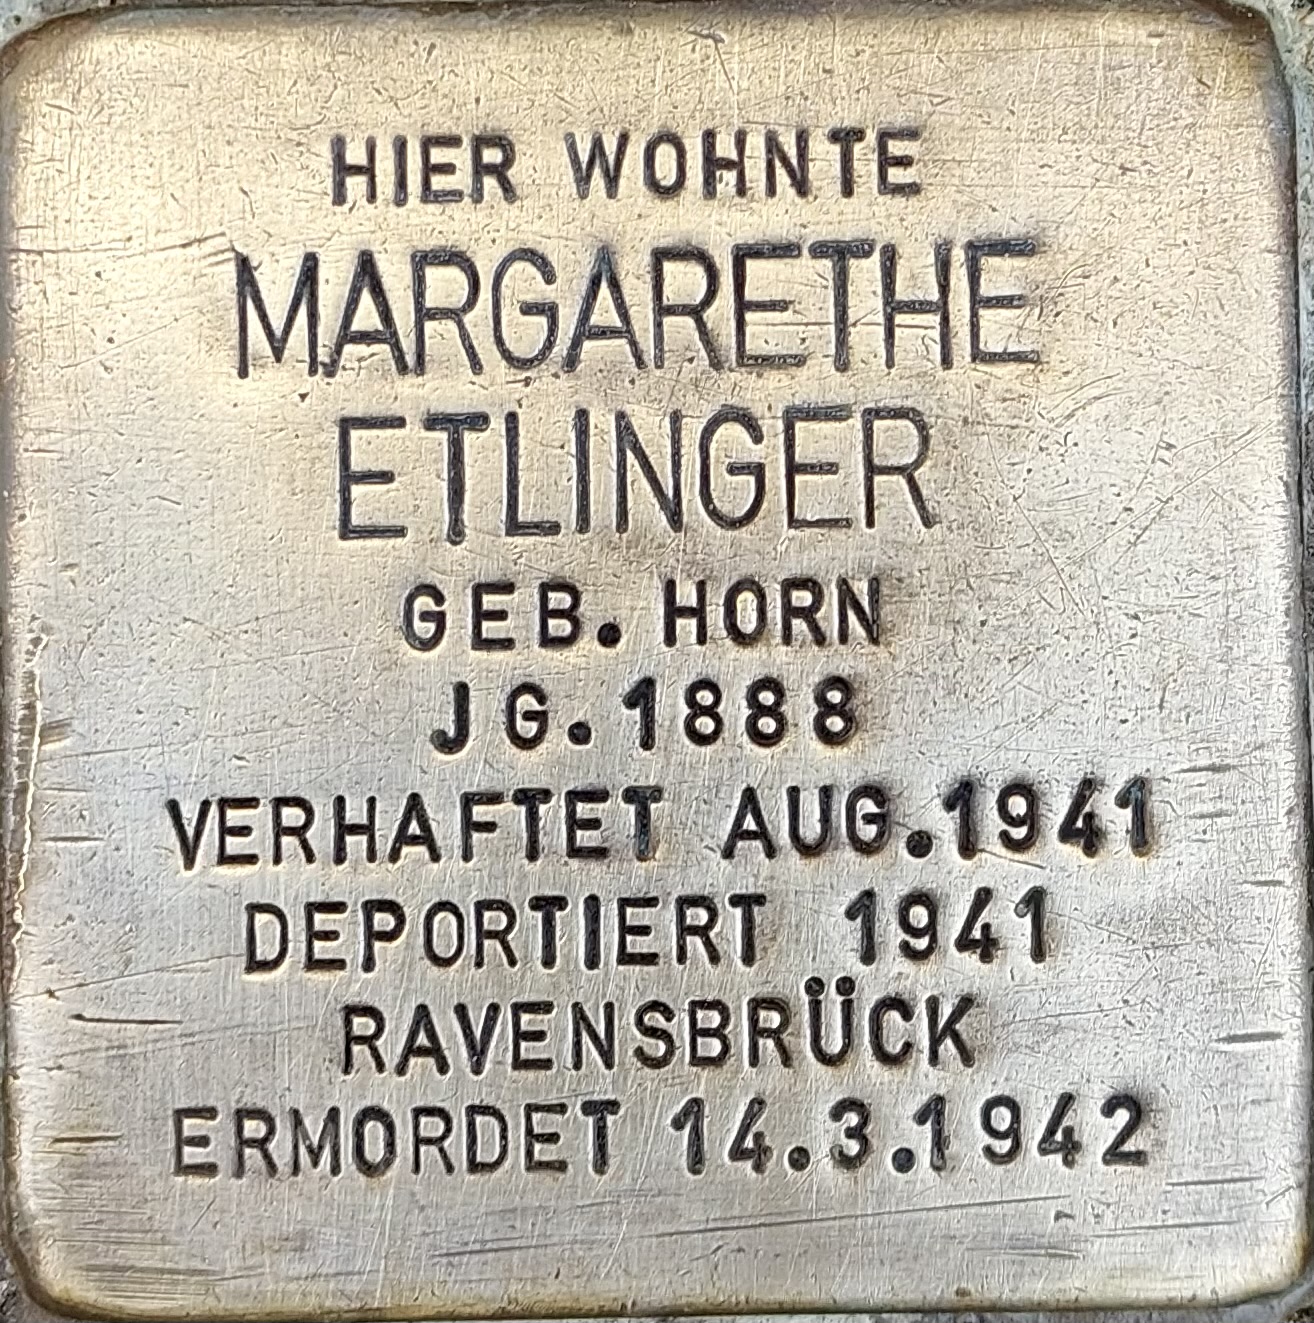 HIER WOHNTE
MARGARETHE
ETLINGER
GEB. HORN
JG. 1888
VERHAFTET AUG. 1941
DEPORTIERT 1941
RAVENSBRÜCK
ERMORDET 14.3.1942